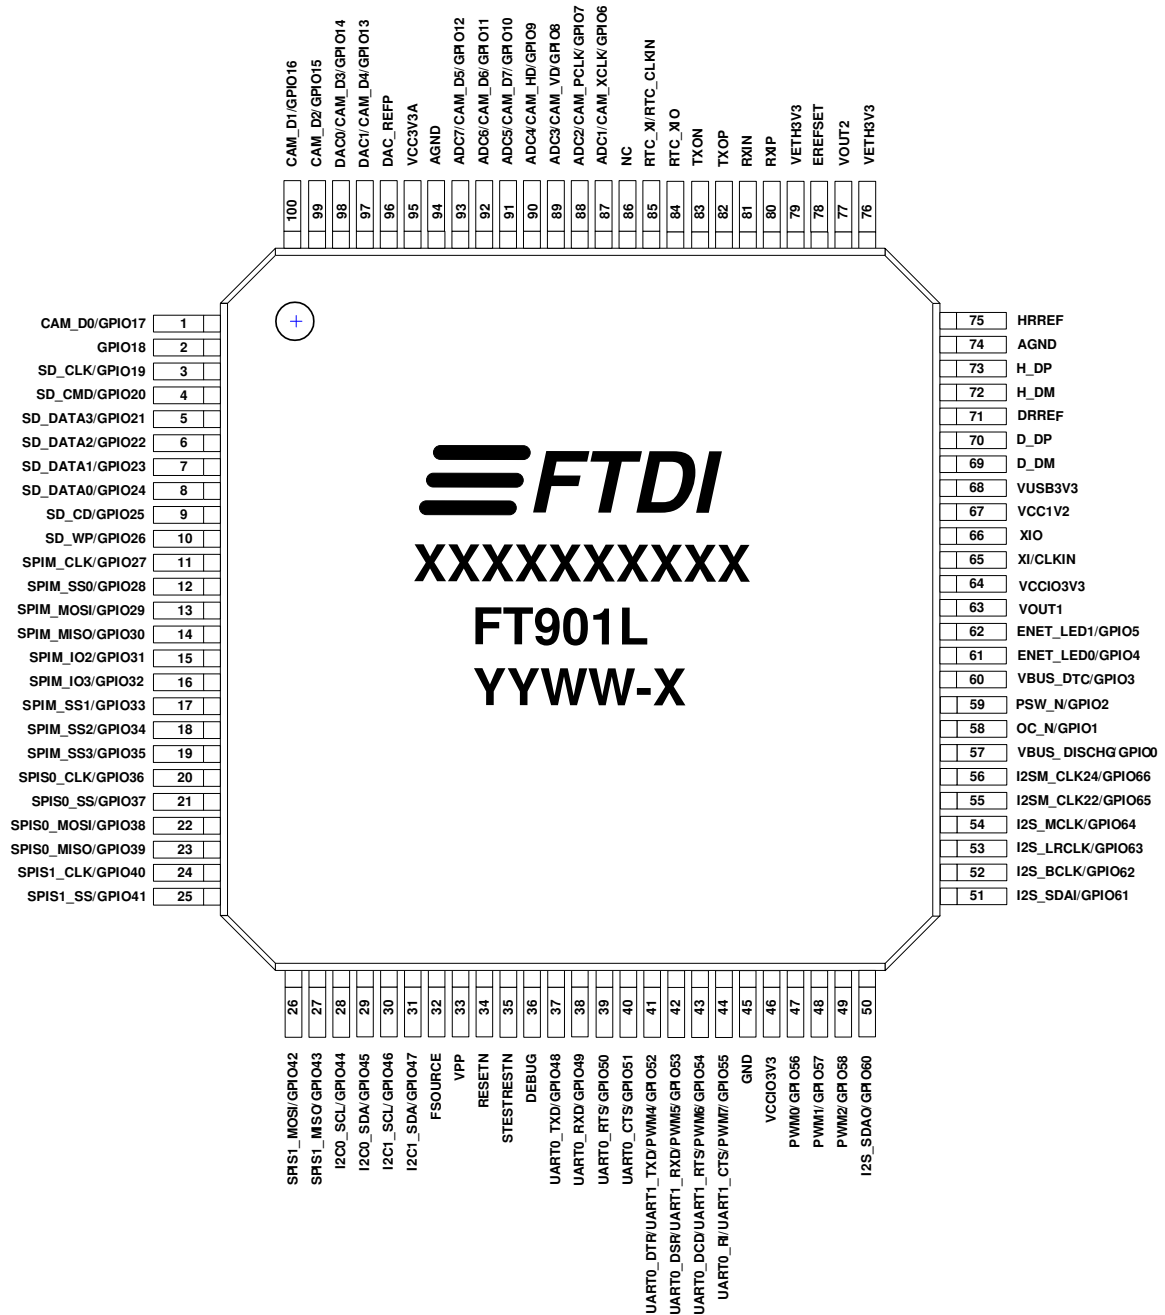 CAM_D1/GPIO16
CAM_D2/GPIO15
DAC0/CAM_D3/GPIO14
DAC1/CAM_D4/GPIO13
DAC_REFP
VCC3V3A
AGND
ADC7/CAM_D5/GPIO12
ADC6/CAM_D6/GPIO11
ADC5/CAM_D7/GPIO10
ADC4/CAM_HD/GPIO9
ADC3/CAM_VD/GPIO8
ADC2/CAM_PCLK/GPIO7
ADC1/CAM_XCLK/GPIO6
NC
RTC_XI/RTC_CLKIN
RTC_XIO
TXON
TXOP
RXIN
RXIP
VETH3V3
EREFSET
VOUT2
VETH3V3
100
99
98
97
96
95
94
93
92
91
90
89
88
87
86
85
84
83
82
81
80
79
78
77
76
CAM_D0/GPIO17 1
GPIO18 2
SD_CLK/GPIO19 3
SD_CMD/GPIO20 4
SD_DATA3/GPIO21 5
SD_DATA2/GPIO22 6
SD_DATA1/GPIO23 7
SD_DATA0/GPIO24 8
SD_CD/GPIO25 9
SD_WP/GPIO26 10
SPIM_CLK/GPIO27 11
SPIM_SS0/GPIO28 12
SPIM_MOSI/GPIO29 13
SPIM_MISO/GPIO30 14
SPIM_IO2/GPIO31 15
SPIM_IO3/GPIO32 16
SPIM_SS1/GPIO33 17
SPIM_SS2/GPIO34 18
SPIM_SS3/GPIO35 19
SPIS0_CLK/GPIO36 20
SPIS0_SS/GPIO37 21
SPIS0_MOSI/GPIO38 22
SPIS0_MISO/GPIO39 23
SPIS1_CLK/GPIO40 24
SPIS1_SS/GPIO41 25
FTDI
XXXXXXXXXX
FT901L
YYWW-X
75 HRREF
74 AGND
73 H_DP
72 H_DM
71 DRREF
70 D_DP
69 D_DM
68 VUSB3V3
67 VCC1V2
66 XIO
65 XI/CLKIN
64 VCCIO3V3
63 VOUT1
62 ENET_LED1/GPIO5
61 ENET_LED0/GPIO4
60 VBUS_DTC/GPIO3
59 PSW_N/GPIO2
58 OC_N/GPIO1
57 VBUS_DISCHG/GPIO0
56 I2SM_CLK24/GPIO66
55 I2SM_CLK22/GPIO65
54 I2S_MCLK/GPIO64
53 I2S_LRCLK/GPIO63
52 I2S_BCLK/GPIO62
51 I2S_SDAI/GPIO61
26
27
28
29
30
31
32
33
34
35
36
37
38
39
40
41
42
43
44
45
46
47
48
49
50
SPIS1_MOSI/GPIO42
SPIS1_MISO/GPIO43
I2C0_SCL/GPIO44
I2C0_SDA/GPIO45
I2C1_SCL/GPIO46
I2C1_SDA/GPIO47
FSOURCE
VPP
RESETN
STESTRESTN
DEBUG
UART0_TXD/GPIO48
UART0_RXD/GPIO49
UART0_RTS/GPIO50
UART0_CTS/GPIO51
UART0_DTR/UART1_TXD/PWM4/GPIO52
UART0_DSR/UART1_RXD/PWM5/GPIO53
UART0_DCD/UART1_RTS/PWM6/GPIO54
UART0_RI/UART1_CTS/PWM7/GPIO55
GND
VCCIO3V3
PWM0/GPIO56
PWM1/GPIO57
PWM2/GPIO58
I2S_SDAO/GPIO60